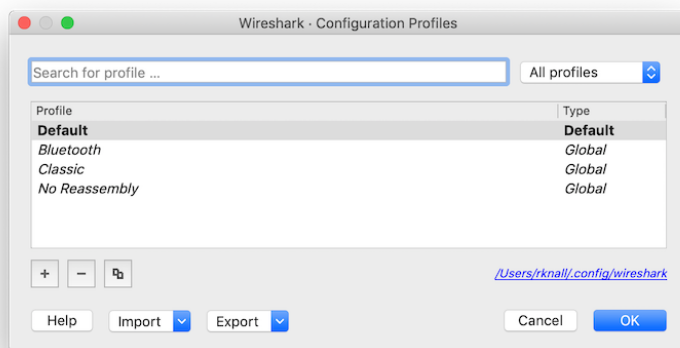 Wireshark · Configuration Profiles
Search for profile ... All profiles
Profile Type
Default Default
Bluetooth Global
Classic Global
No Reassembly Global
+ − /Users/rknall/.config/wireshark
Help Import Export Cancel OK